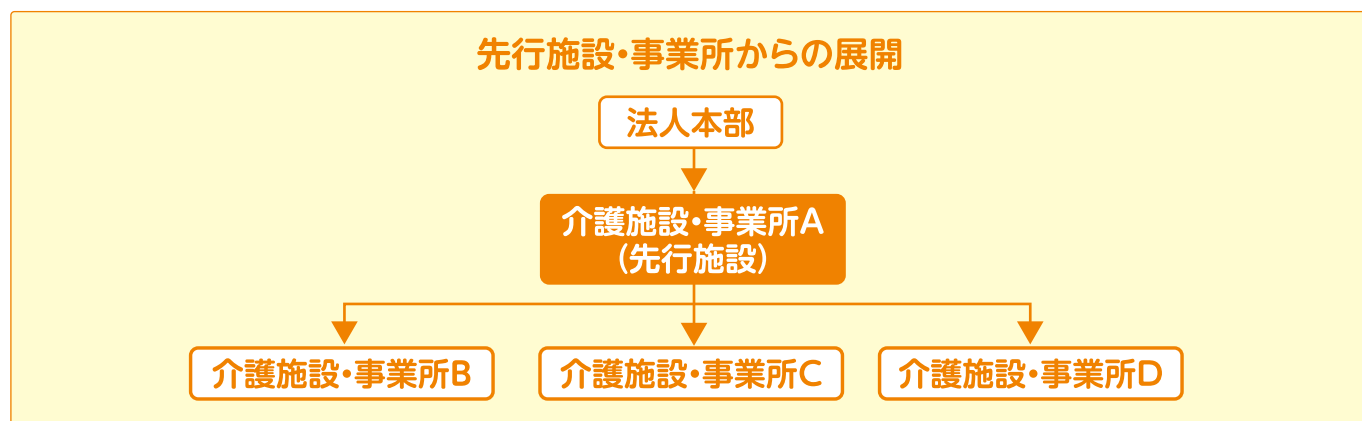 先行施設・事業所からの展開
法人本部
介護施設・事業所A
(先行施設)
介護施設・事業所B
介護施設・事業所C
介護施設・事業所D